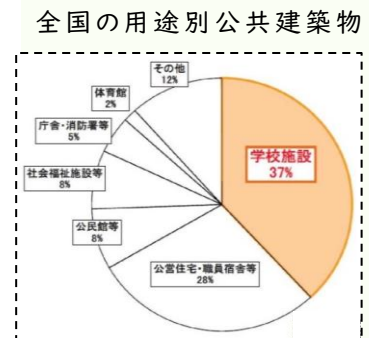 全国の用途別公共建築物
その他
12%
体育館
2%
庁舎・消防署等
5%
社会福祉施設等
8%
公民館等
8%
公営住宅・職員宿舎等
28%
学校施設
37%